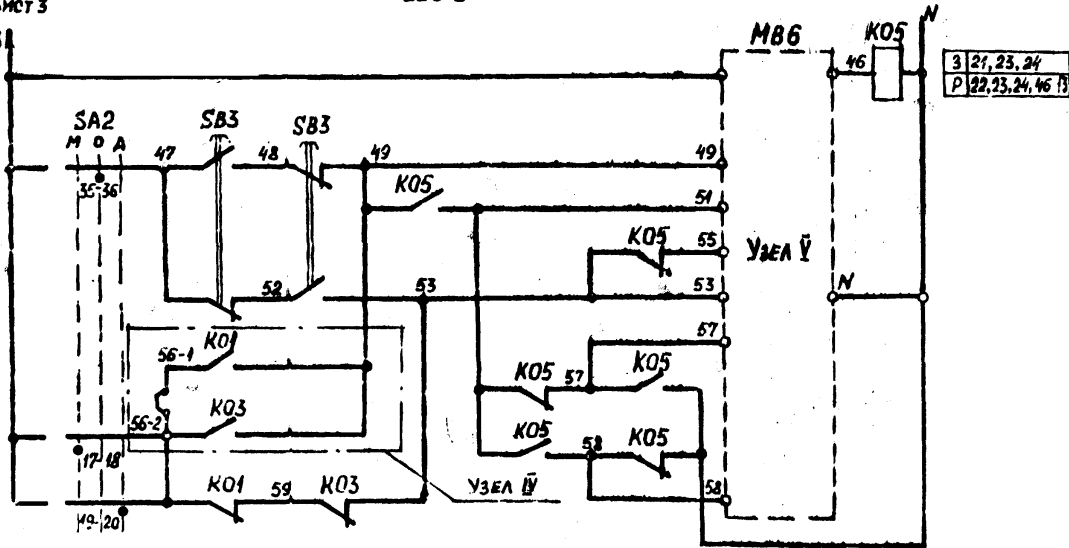 ИСТ 3
МВ6
К05
N
46
З 21, 23, 24
Р 22, 23, 24, 46
SA2
М О А
SB3
SB3
47
48
49
49
35-36
К05
51
К05
55
УЗЕЛ V
52
53
53
N
К01
56-1
57
К05
57
К05
К03
56-2
17 18
К05
58
К05
К01
59
К03
УЗЕЛ IV
58
19-20